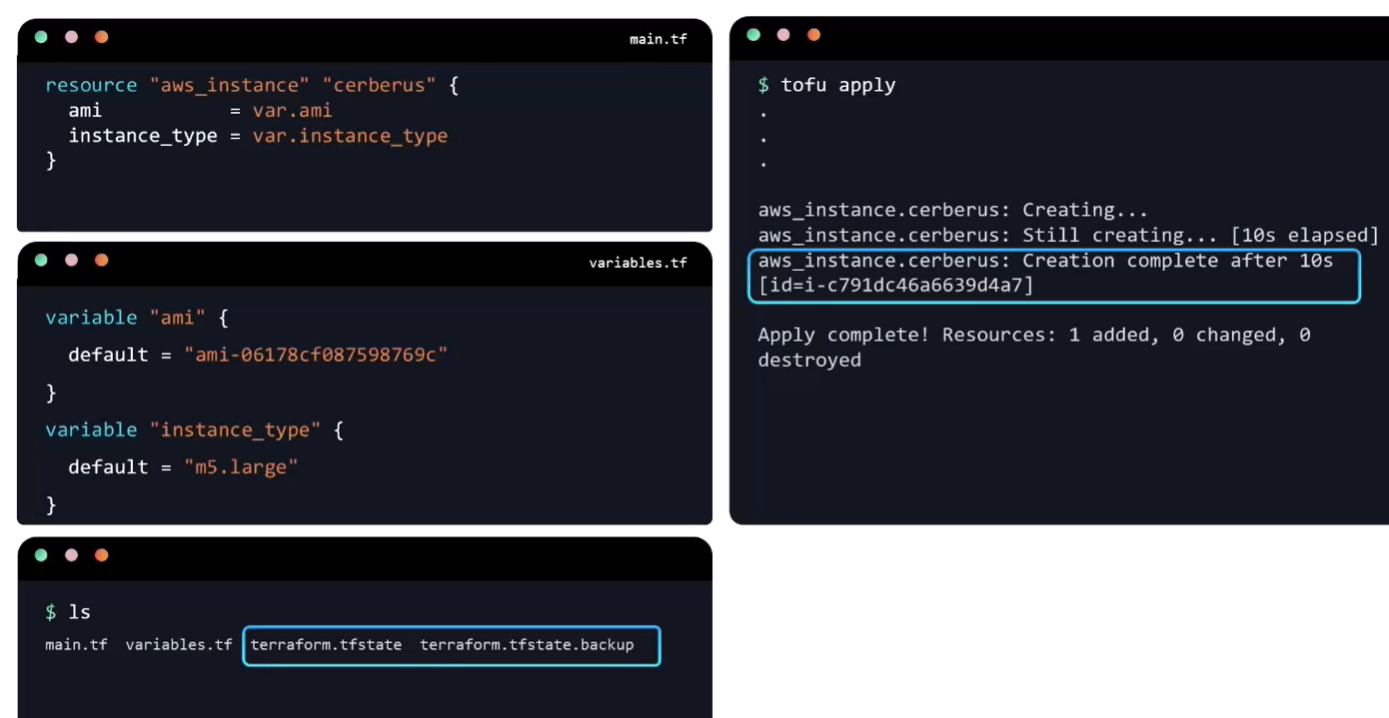 main.tf
resource "aws_instance" "cerberus" {
  ami           = var.ami
  instance_type = var.instance_type
}
variables.tf
variable "ami" {
  default = "ami-06178cf087598769c"
}
variable "instance_type" {
  default = "m5.large"
}
$ ls
main.tf  variables.tf  terraform.tfstate  terraform.tfstate.backup
$ tofu apply
.
.
.
aws_instance.cerberus: Creating...
aws_instance.cerberus: Still creating... [10s elapsed]
aws_instance.cerberus: Creation complete after 10s
[id=i-c791dc46a6639d4a7]
Apply complete! Resources: 1 added, 0 changed, 0
destroyed